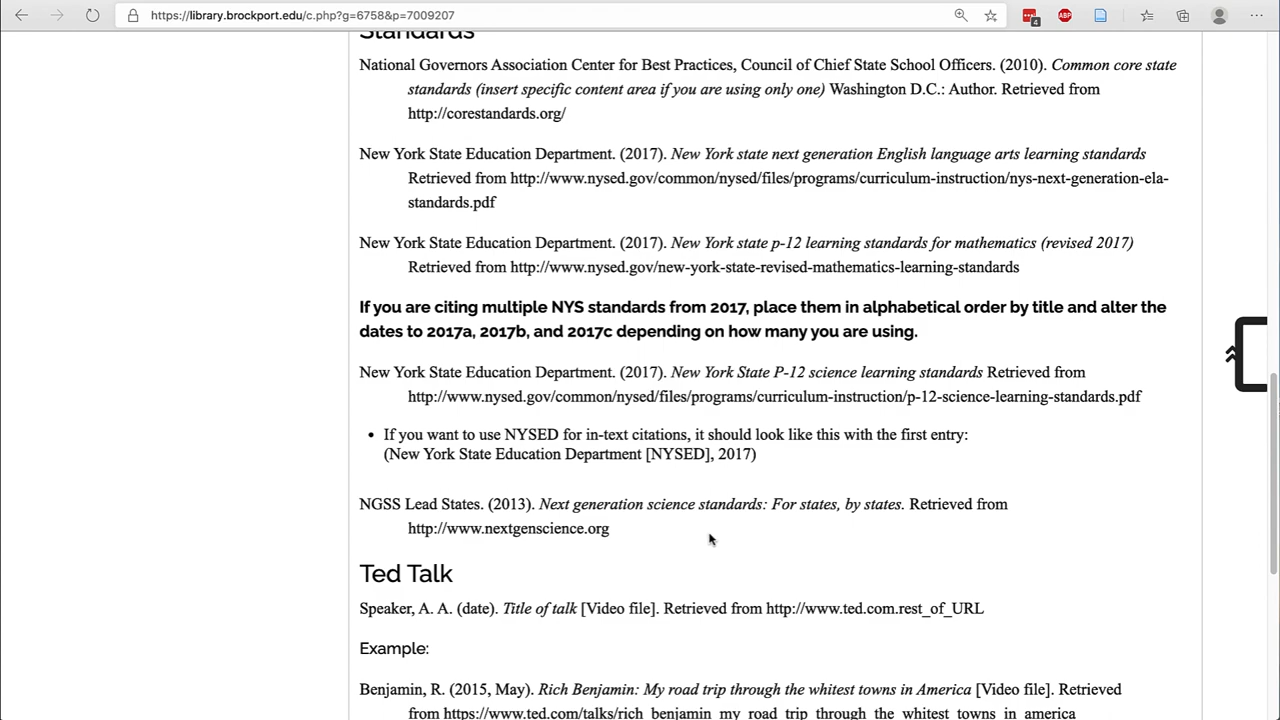 https://library.brockport.edu/c.php?g=6758&p=7009207
4
ABP
Standards
National Governors Association Center for Best Practices, Council of Chief State School Officers. (2010). Common core state
standards (insert specific content area if you are using only one) Washington D.C.: Author. Retrieved from
http://corestandards.org/
New York State Education Department. (2017). New York state next generation English language arts learning standards
Retrieved from http://www.nysed.gov/common/nysed/files/programs/curriculum-instruction/nys-next-generation-ela-
standards.pdf
New York State Education Department. (2017). New York state p-12 learning standards for mathematics (revised 2017)
Retrieved from http://www.nysed.gov/new-york-state-revised-mathematics-learning-standards
If you are citing multiple NYS standards from 2017, place them in alphabetical order by title and alter the
dates to 2017a, 2017b, and 2017c depending on how many you are using.
New York State Education Department. (2017). New York State P-12 science learning standards Retrieved from
http://www.nysed.gov/common/nysed/files/programs/curriculum-instruction/p-12-science-learning-standards.pdf
• If you want to use NYSED for in-text citations, it should look like this with the first entry:
(New York State Education Department [NYSED], 2017)
NGSS Lead States. (2013). Next generation science standards: For states, by states. Retrieved from
http://www.nextgenscience.org
Ted Talk
Speaker, A. A. (date). Title of talk [Video file]. Retrieved from http://www.ted.com.rest_of_URL
Example:
Benjamin, R. (2015, May). Rich Benjamin: My road trip through the whitest towns in America [Video file]. Retrieved
from https://www.ted.com/talks/rich_benjamin_my_road_trip_through_the_whitest_towns_in_america